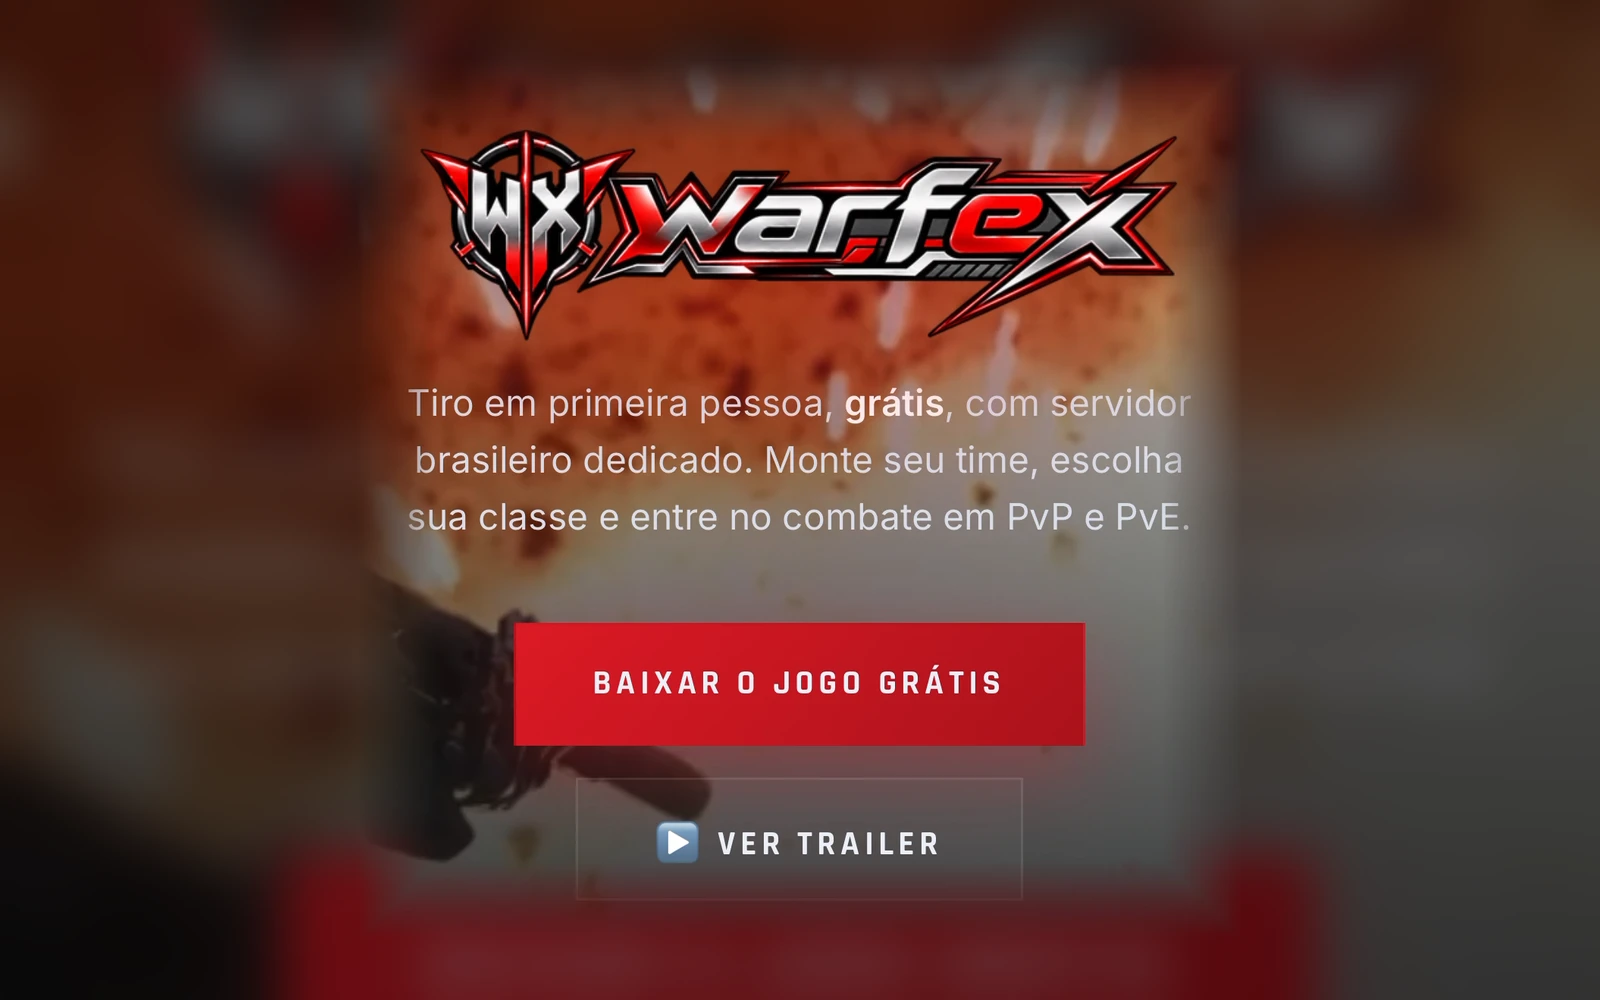 WX Warfex
Tiro em primeira pessoa, grátis, com servidor
brasileiro dedicado. Monte seu time, escolha
sua classe e entre no combate em PvP e PvE.
BAIXAR O JOGO GRÁTIS
VER TRAILER